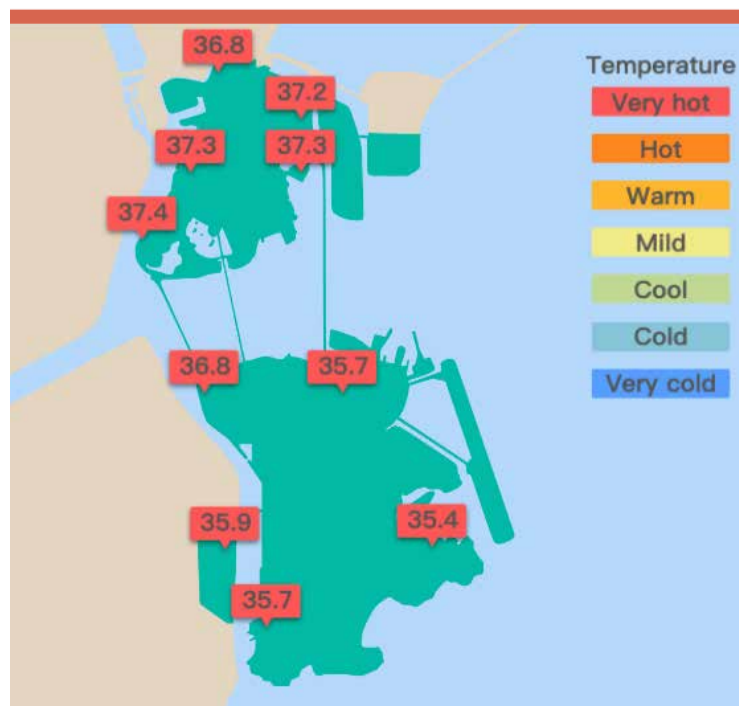 36.8
37.2
37.3
37.3
37.4
36.8
35.7
35.9
35.4
35.7
Temperature
Very hot
Hot
Warm
Mild
Cool
Cold
Very cold